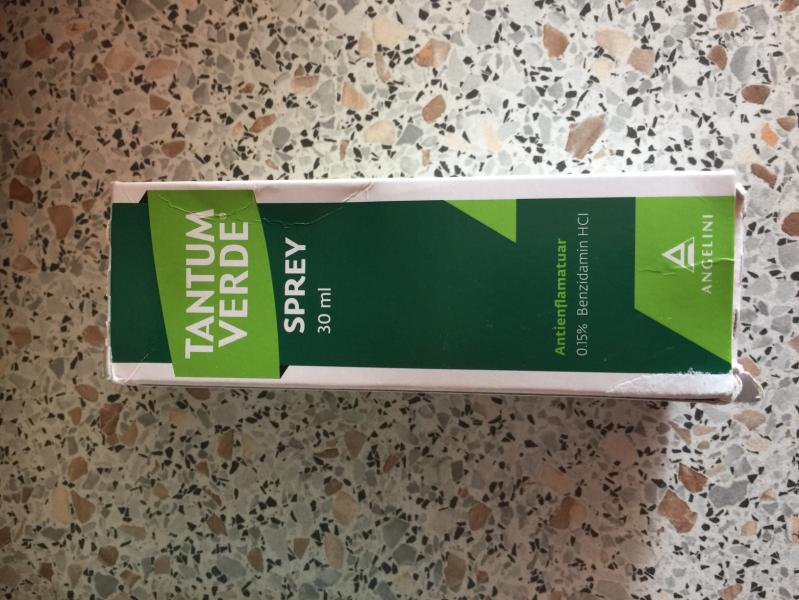 TANTUM
VERDE®
SPREY
30 ml
Antienflamatuar
0.15% Benzidamin HCl
ANGELINI